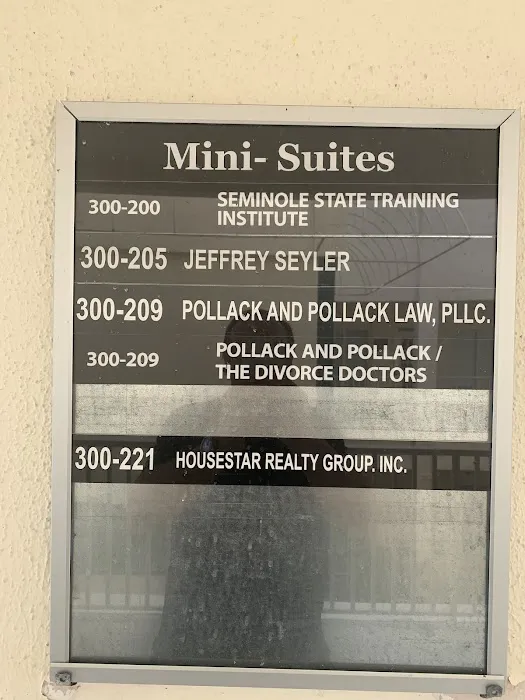 Mini- Suites
300-200 SEMINOLE STATE TRAINING
INSTITUTE
300-205 JEFFREY SEYLER
300-209 POLLACK AND POLLACK LAW, PLLC.
300-209 POLLACK AND POLLACK /
THE DIVORCE DOCTORS
300-221 HOUSESTAR REALTY GROUP. INC.